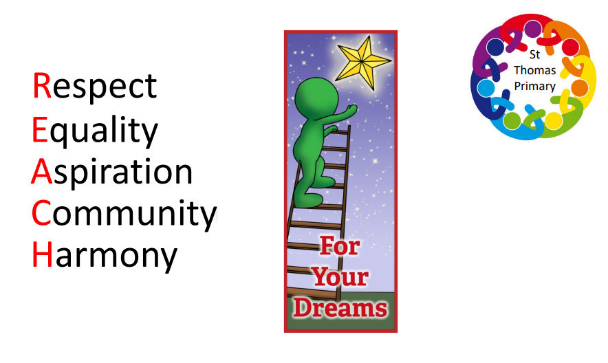 Respect
Equality
Aspiration
Community
Harmony
For
Your
Dreams
St
Thomas
Primary